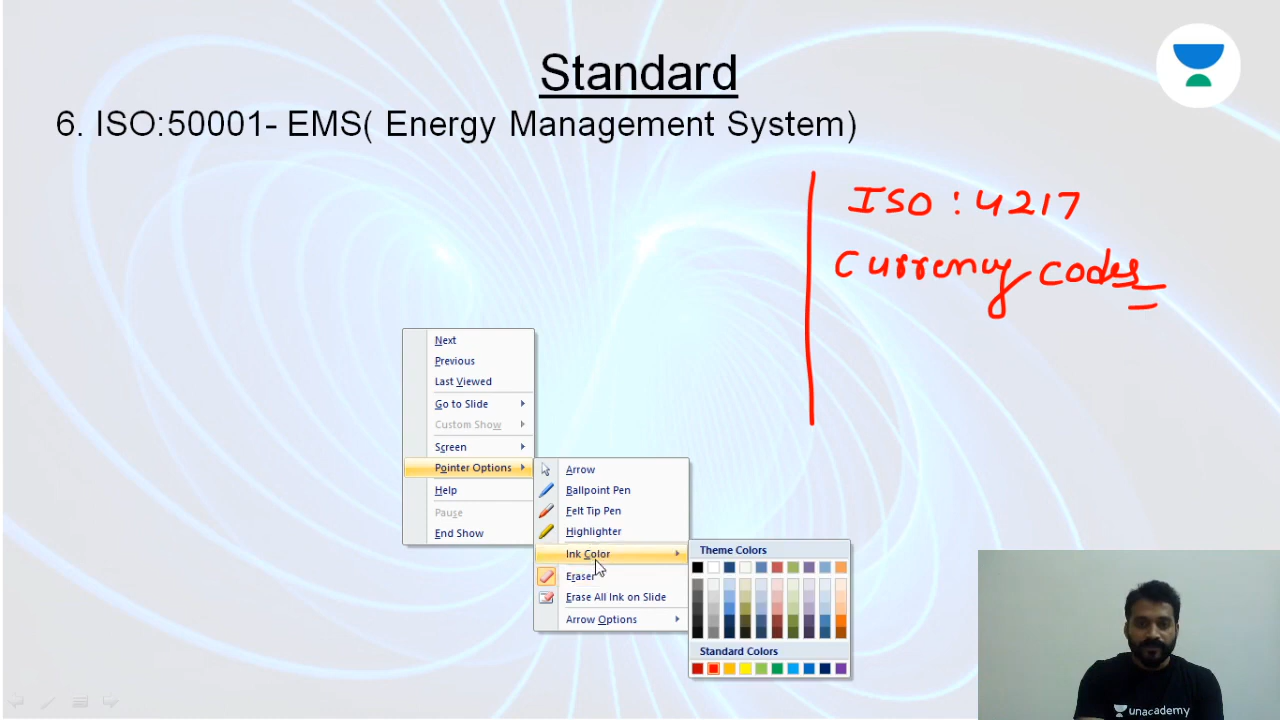 Standard
6. ISO:50001- EMS( Energy Management System)
ISO : 4217
Currency codes
Next
Previous
Last Viewed
Go to Slide
Custom Show
Screen
Pointer Options
Help
Pause
End Show
Arrow
Ballpoint Pen
Felt Tip Pen
Highlighter
Ink Color
Eraser
Erase All Ink on Slide
Arrow Options
Theme Colors
Standard Colors
unacademy